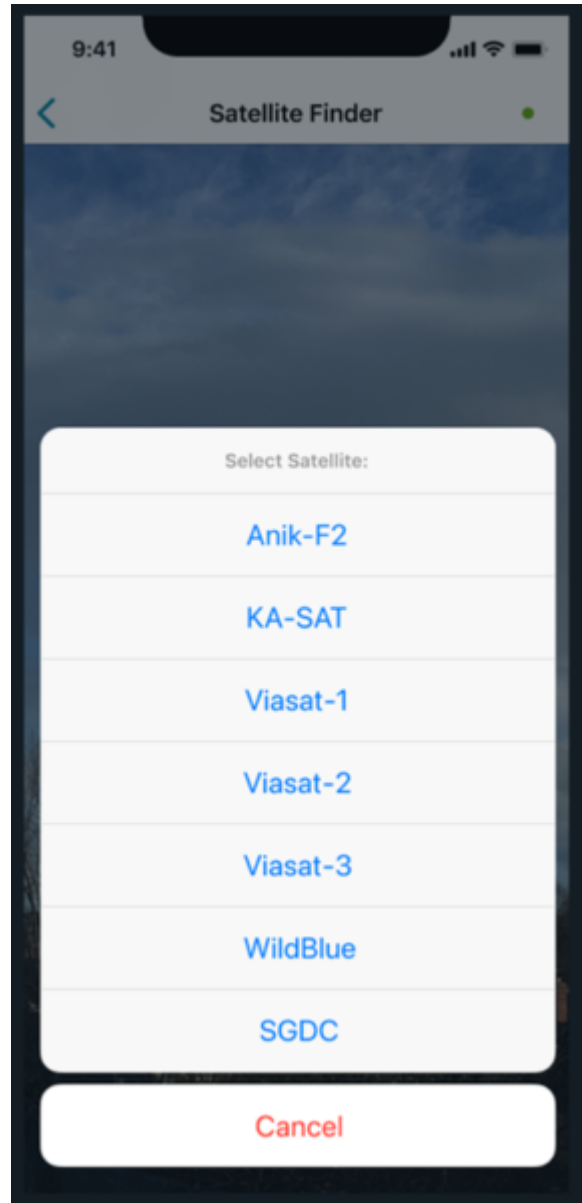 9:41
Satellite Finder
Select Satellite:
Anik-F2
KA-SAT
Viasat-1
Viasat-2
Viasat-3
WildBlue
SGDC
Cancel